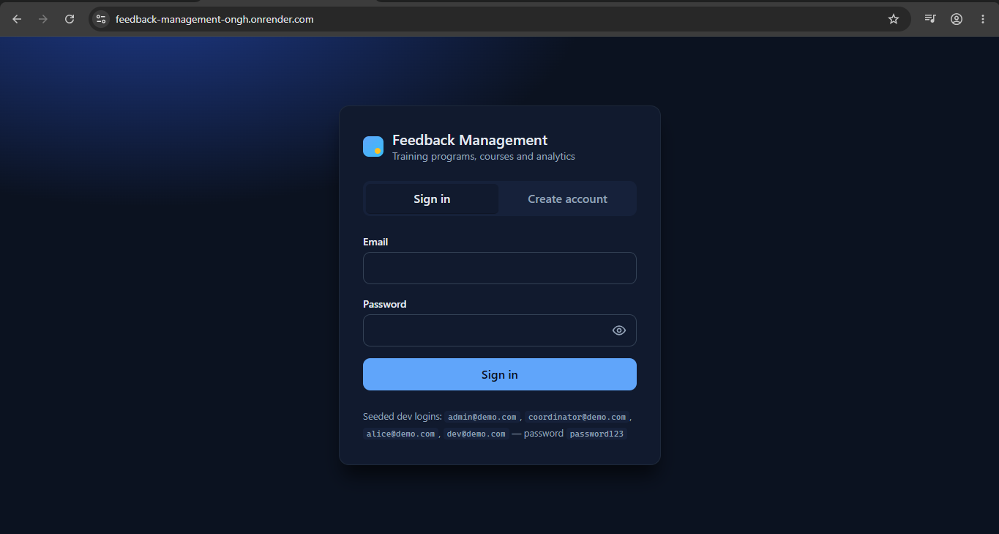 feedback-management-ongh.onrender.com
Feedback Management
Training programs, courses and analytics
Sign in
Create account
Email
Password
Sign in
Seeded dev logins: admin@demo.com, coordinator@demo.com,
alice@demo.com, dev@demo.com — password password123